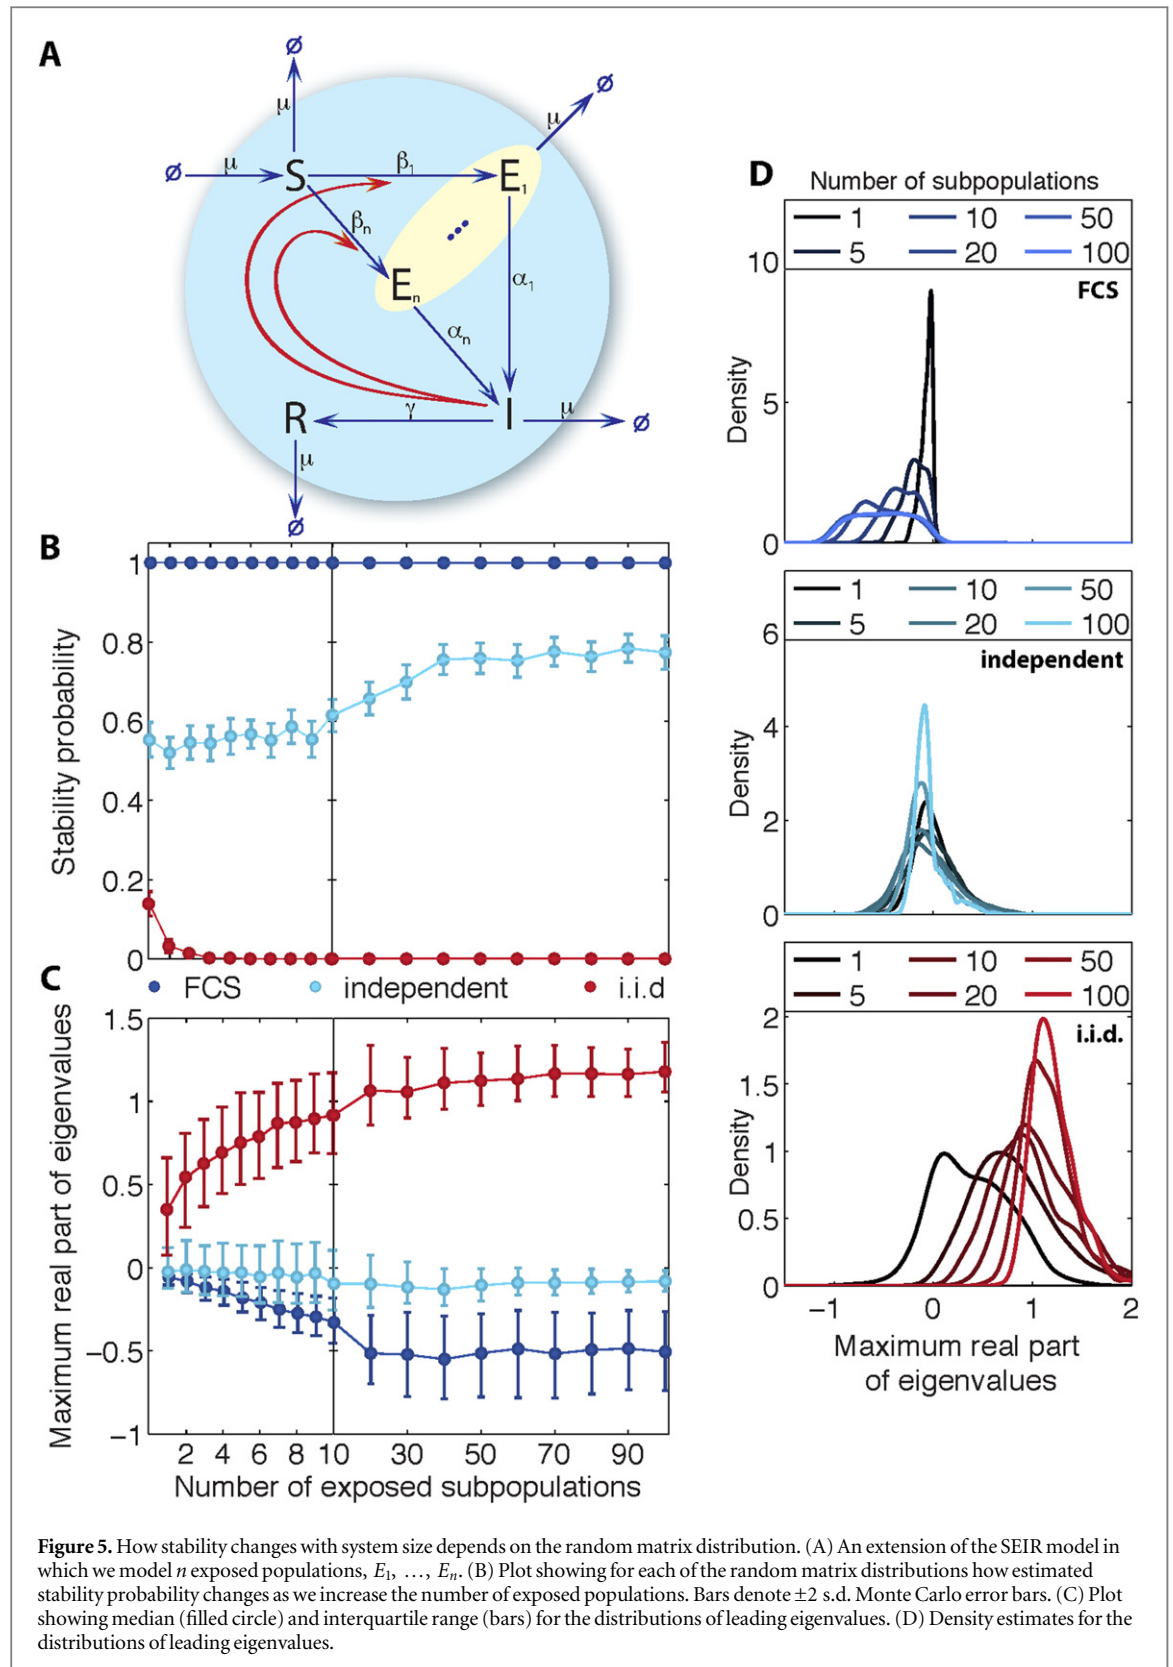 A
Ø
Ø
μ
μ
Ø
μ
S
β1
E1
βn
...
En
α1
αn
R
γ
I
μ
Ø
μ
Ø
B
Stability probability
1
0.8
0.6
0.4
0.2
0
FCS
independent
i.i.d
C
Maximum real part of eigenvalues
1.5
1
0.5
0
−0.5
−1
2 4 6 8 10 30 50 70 90
Number of exposed subpopulations
D
Number of subpopulations
1 10 50
5 20 100
10
FCS
Density
5
0
1 10 50
5 20 100
6
independent
Density
4
2
0
1 10 50
5 20 100
2
i.i.d.
Density
1.5
1
0.5
0
−1 0 1 2
Maximum real part
of eigenvalues
Figure 5. How stability changes with system size depends on the random matrix distribution. (A) An extension of the SEIR model in
which we model n exposed populations, E1, …, En. (B) Plot showing for each of the random matrix distributions how estimated
stability probability changes as we increase the number of exposed populations. Bars denote ±2 s.d. Monte Carlo error bars. (C) Plot
showing median (filled circle) and interquartile range (bars) for the distributions of leading eigenvalues. (D) Density estimates for the
distributions of leading eigenvalues.